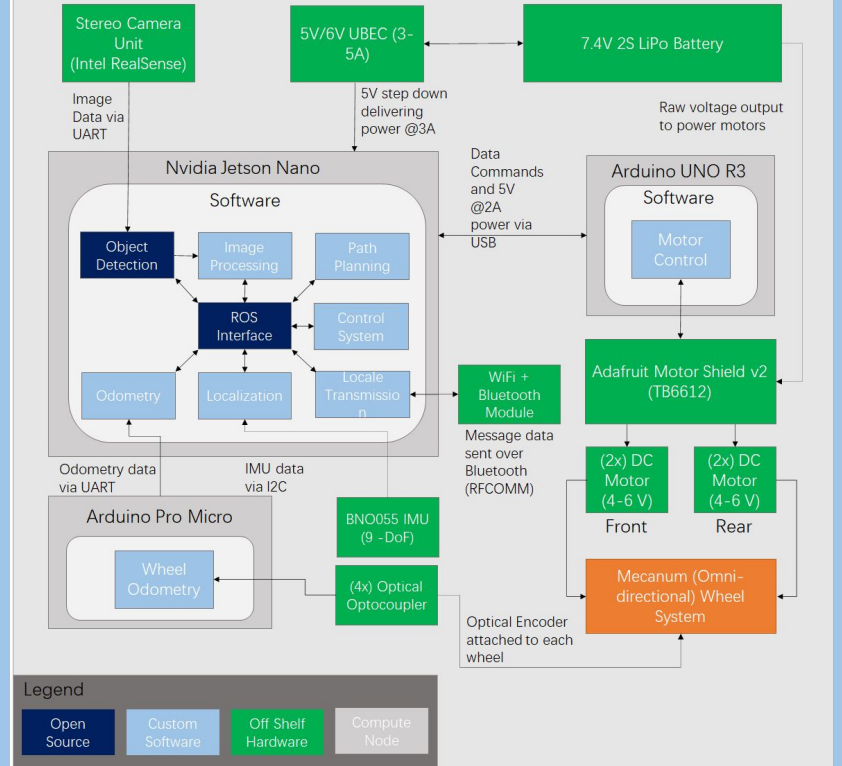 Stereo Camera
Unit
(Intel RealSense)
5V/6V UBEC (3-
5A)
7.4V 2S LiPo Battery
Image
Data via
UART
5V step down
delivering
power @3A
Raw voltage output
to power motors
Nvidia Jetson Nano
Software
Data
Commands
and 5V
@2A
power via
USB
Arduino UNO R3
Software
Motor
Control
Object
Detection
Image
Processing
Path
Planning
ROS
Interface
Control
System
Odometry
Localization
Locale
Transmissio
n
WiFi +
Bluetooth
Module
Adafruit Motor Shield v2
(TB6612)
Message data
sent over
Bluetooth
(RFCOMM)
(2x) DC
Motor
(4-6 V)
Front
(2x) DC
Motor
(4-6 V)
Rear
Odometry data
via UART
IMU data
via I2C
Arduino Pro Micro
Wheel
Odometry
BNO055 IMU
(9 -DoF)
(4x) Optical
Optocoupler
Mecanum (Omni-
directional) Wheel
System
Optical Encoder
attached to each
wheel
Legend
Open
Source
Custom
Software
Off Shelf
Hardware
Compute
Node